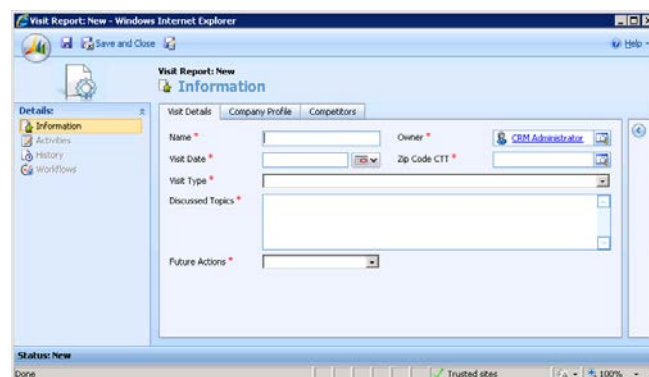 Visit Report: New - Windows Internet Explorer
Save and Close
Help
Visit Report: New
Information
Details:
Information
Activities
History
Workflows
Visit Details Company Profile Competitors
Name * Owner * CRM Administrator
Visit Date * Zip Code CTT *
Visit Type *
Discussed Topics *
Future Actions *
Status: New
Done Trusted sites 100%